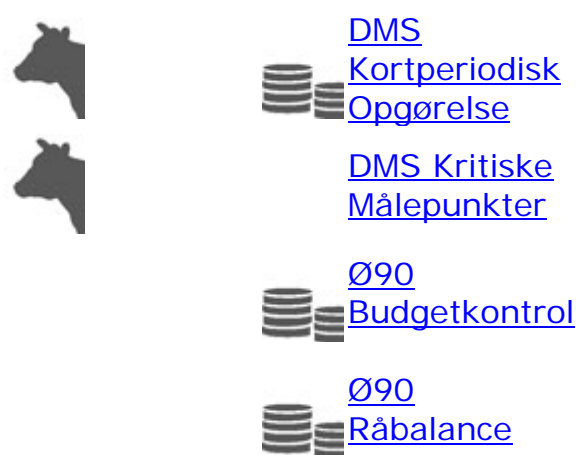 DMS
Kortperiodisk
Opgørelse
DMS Kritiske
Målepunkter
Ø90
Budgetkontrol
Ø90
Råbalance